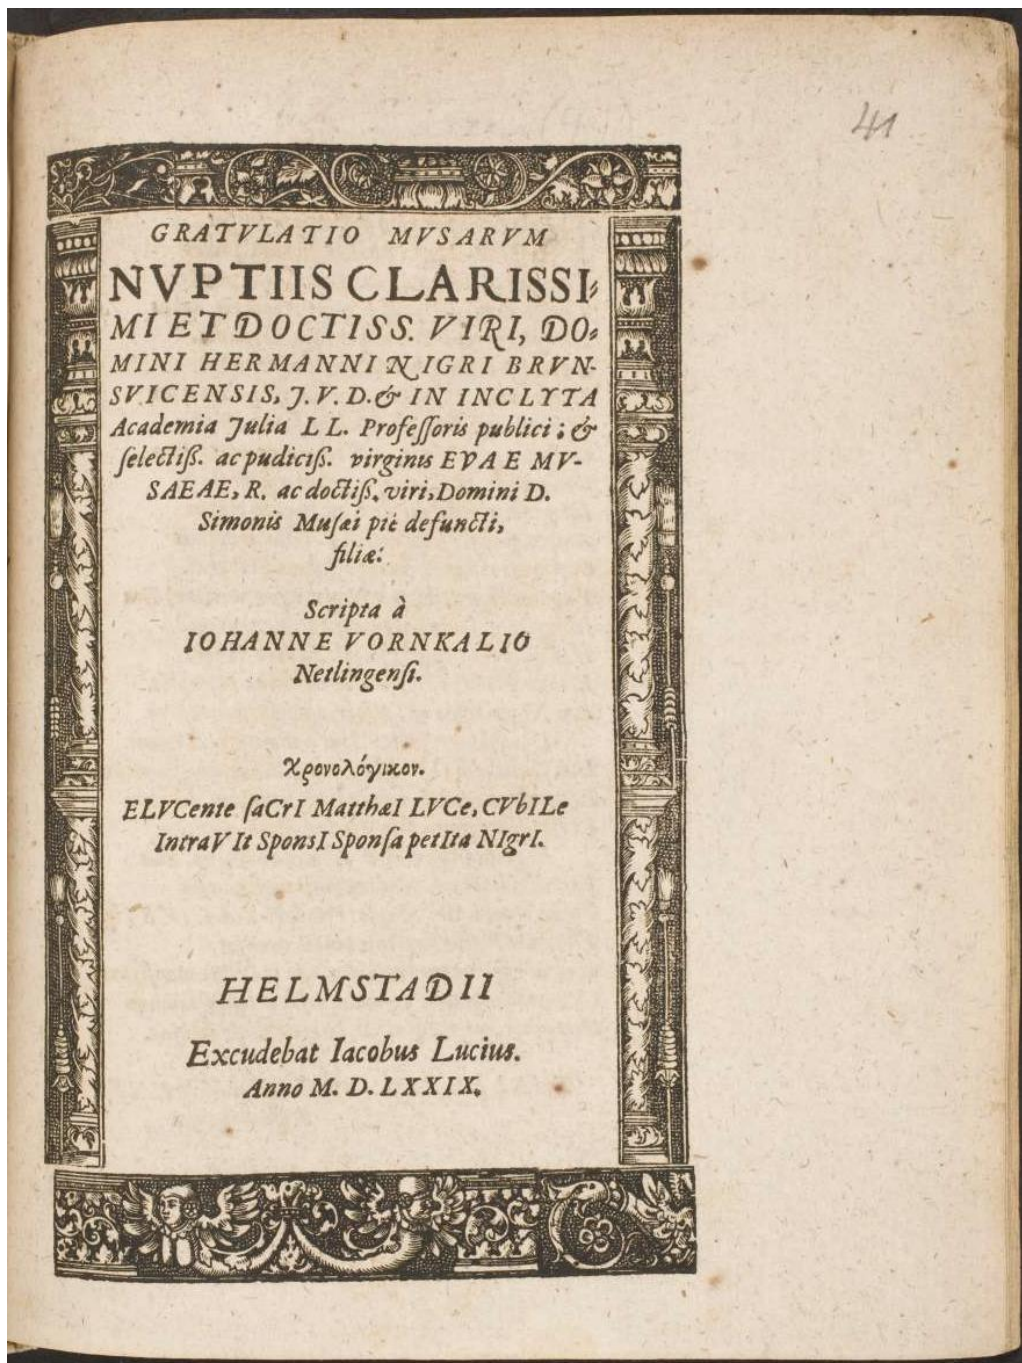 41
GRATVLATIO MVSARVM
NVPTIIS CLARISSI-
MI ET DOCTISS. VIRI, DO-
MINI HERMANNI NIGRI BRVN-
SVICENSIS, J. V. D. & IN INCLYTA
Academia Julia LL. Profeſſoris publici; &
ſelectiß. ac pudiciß. virginis EVAE MV-
SAEAE, R. ac doctiß. viri, Domini D.
Simonis Muſæi piè defuncti,
filiæ:
Scripta à
IOHANNE VORNKALIO
Netlingenſi.
Χρονολόγικον.
ELVCente ſaCrI MatthæI LVCe, CVbILe
IntraVIt SponsI Sponſa petIta NIgrI.
HELMSTADII
Excudebat Iacobus Lucius.
Anno M. D. LXXIX.